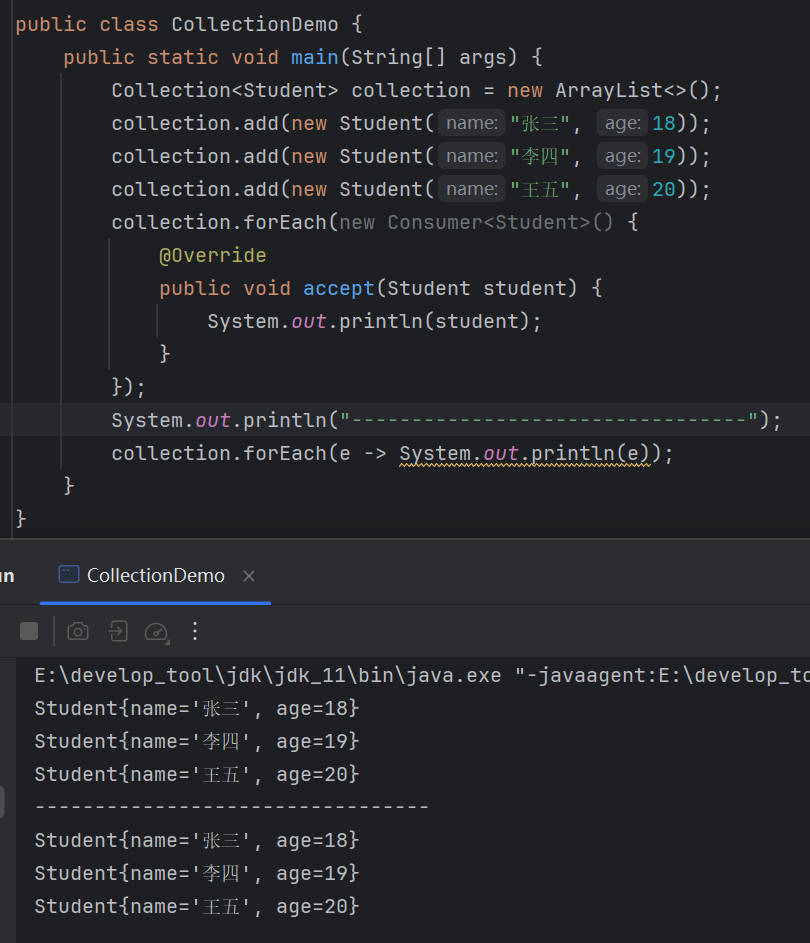 public class CollectionDemo {
public static void main(String[] args) {
Collection<Student> collection = new ArrayList<>();
collection.add(new Student( name: "张三", age: 18));
collection.add(new Student( name: "李四", age: 19));
collection.add(new Student( name: "王五", age: 20));
collection.forEach(new Consumer<Student>() {
@Override
public void accept(Student student) {
System.out.println(student);
}
});
System.out.println("---------------------------------");
collection.forEach(e -> System.out.println(e));
}
}
un
CollectionDemo ×
E:\develop_tool\jdk\jdk_11\bin\java.exe "-javaagent:E:\develop_to
Student{name='张三', age=18}
Student{name='李四', age=19}
Student{name='王五', age=20}
---------------------------------
Student{name='张三', age=18}
Student{name='李四', age=19}
Student{name='王五', age=20}